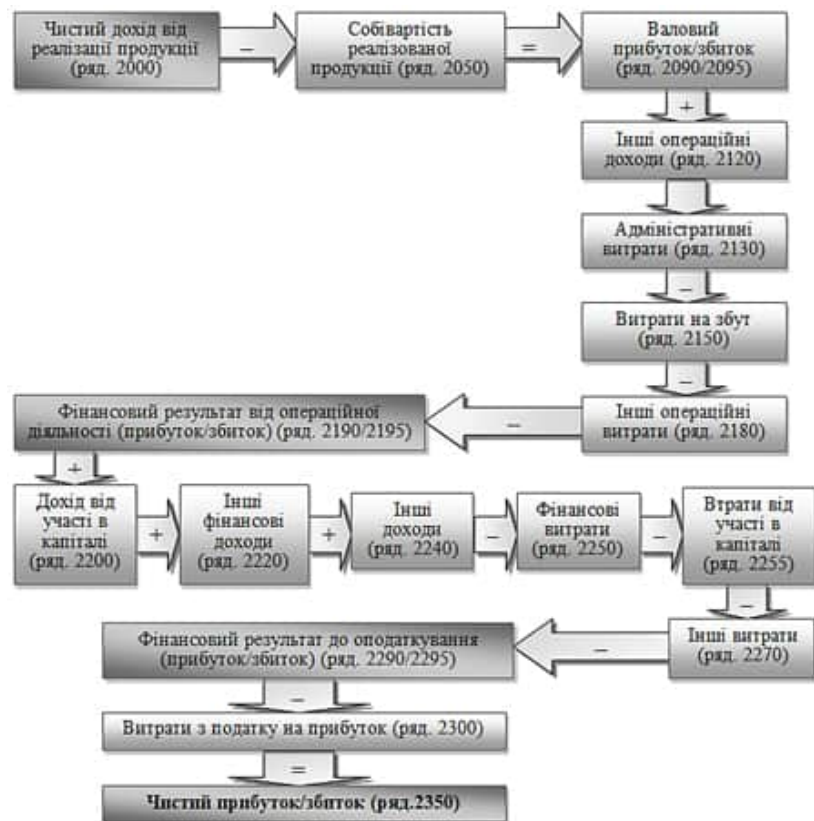 Чистий дохід від
реалізації продукції
(ряд. 2000)
–
Собівартість
реалізованої
продукції (ряд. 2050)
=
Валовий
прибуток/збиток
(ряд. 2090/2095)
+
Інші операційні
доходи (ряд. 2120)
Адміністративні
витрати (ряд. 2130)
–
Витрати на збут
(ряд. 2150)
–
Інші операційні
витрати (ряд. 2180)
–
Фінансовий результат від операційної
діяльності (прибуток/збиток) (ряд. 2190/2195)
+
Дохід від
участі в
капіталі
(ряд. 2200)
+
Інші
фінансові
доходи
(ряд. 2220)
+
Інші
доходи
(ряд. 2240)
–
Фінансові
витрати
(ряд. 2250)
–
Втрати від
участі в
капіталі
(ряд. 2255)
–
Інші витрати
(ряд. 2270)
–
Фінансовий результат до оподаткування
(прибуток/збиток) (ряд. 2290/2295)
–
Витрати з податку на прибуток (ряд. 2300)
=
Чистий прибуток/збиток (ряд.2350)